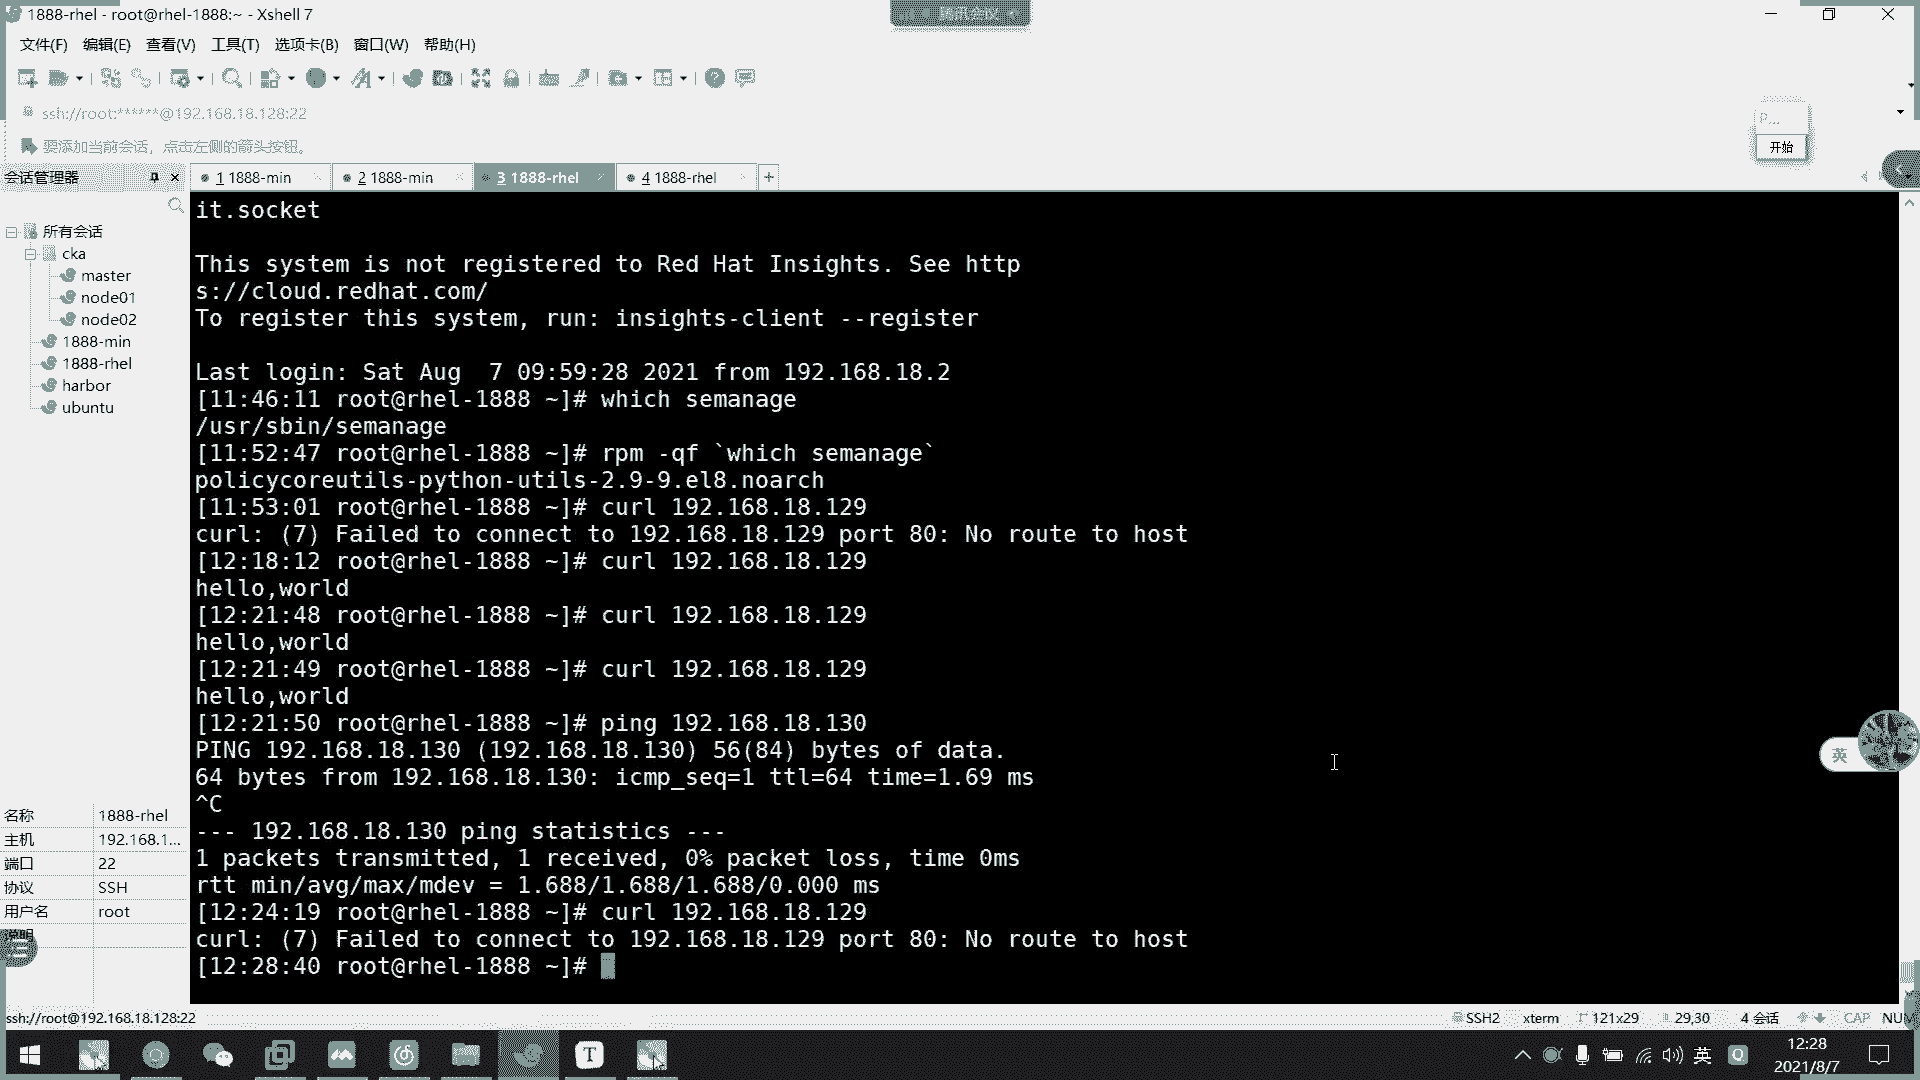 1888-rhel - root@rhel-1888:~ - Xshell 7
腾讯会议
文件(F) 编辑(E) 查看(V) 工具(T) 选项卡(B) 窗口(W) 帮助(H)
ssh://root:******@192.168.18.128:22
P...
要添加当前会话，点击左侧的箭头按钮。
开始
会话管理器
1 1888-min 2 1888-min 3 1888-rhel 4 1888-rhel
所有会话
cka
master
node01
node02
1888-min
1888-rhel
harbor
ubuntu
it.socket
This system is not registered to Red Hat Insights. See http
s://cloud.redhat.com/
To register this system, run: insights-client --register
Last login: Sat Aug  7 09:59:28 2021 from 192.168.18.2
[11:46:11 root@rhel-1888 ~]# which semanage
/usr/sbin/semanage
[11:52:47 root@rhel-1888 ~]# rpm -qf `which semanage`
policycoreutils-python-utils-2.9-9.el8.noarch
[11:53:01 root@rhel-1888 ~]# curl 192.168.18.129
curl: (7) Failed to connect to 192.168.18.129 port 80: No route to host
[12:18:12 root@rhel-1888 ~]# curl 192.168.18.129
hello,world
[12:21:48 root@rhel-1888 ~]# curl 192.168.18.129
hello,world
[12:21:49 root@rhel-1888 ~]# curl 192.168.18.129
hello,world
[12:21:50 root@rhel-1888 ~]# ping 192.168.18.130
PING 192.168.18.130 (192.168.18.130) 56(84) bytes of data.
64 bytes from 192.168.18.130: icmp_seq=1 ttl=64 time=1.69 ms
^C
--- 192.168.18.130 ping statistics ---
1 packets transmitted, 1 received, 0% packet loss, time 0ms
rtt min/avg/max/mdev = 1.688/1.688/1.688/0.000 ms
[12:24:19 root@rhel-1888 ~]# curl 192.168.18.129
curl: (7) Failed to connect to 192.168.18.129 port 80: No route to host
[12:28:40 root@rhel-1888 ~]#
英
名称 1888-rhel
主机 192.168.1...
端口 22
协议 SSH
用户名 root
说明
ssh://root@192.168.18.128:22 SSH2 xterm 121x29 29,30 4 会话 CAP NUM
英
12:28
2021/8/7